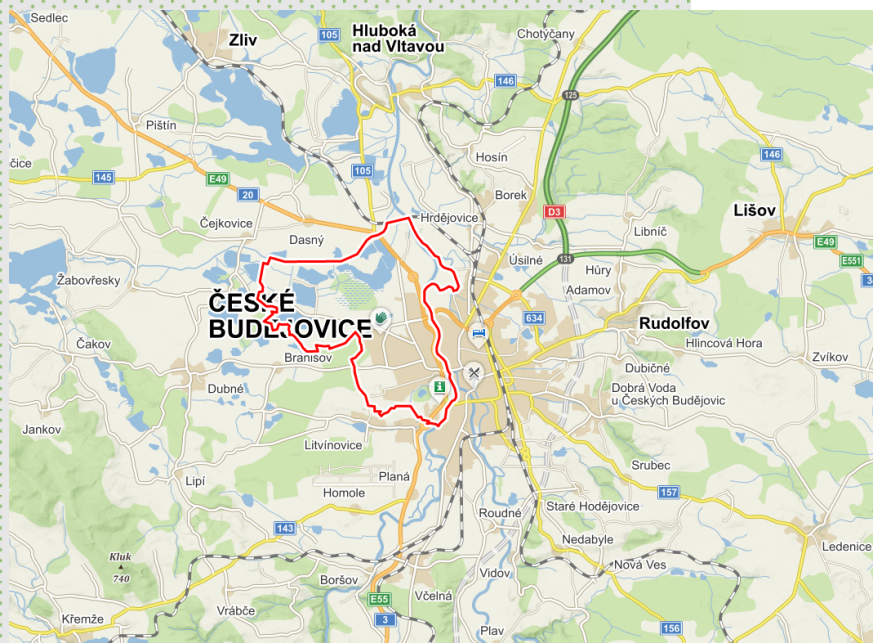 Sedlec
Zliv
105
Hluboká
nad Vltavou
Chotýčany
146
125
Pištín
Hosín
146
čice
145
E49
20
105
Borek
D3
Lišov
Čejkovice
Hrdějovice
Dasný
Libníč
E49
Úsilné
131
Hůry
E551
Žabovřesky
Adamov
3
ČESKÉ
BUDĚJOVICE
634
Rudolfov
Čakov
Hlincová Hora
Branišov
Zvíkov
Dubičné
Dubné
Dobrá Voda
u Českých Budějovic
Jankov
Litvínovice
Srubec
Lipí
Planá
Homole
157
Roudné
Staré Hodějovice
143
Nedabyle
Ledenice
Kluk
740
Nová Ves
Boršov
Vidov
Včelná
E55
Vrábče
Křemže
3
Plav
156